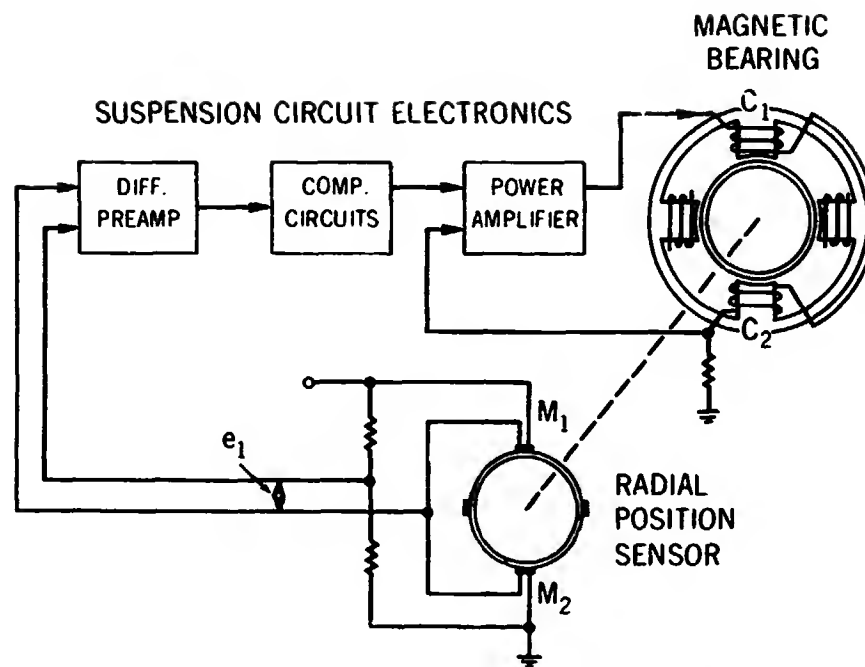 MAGNETIC
BEARING
SUSPENSION CIRCUIT ELECTRONICS
C1
DIFF.
PREAMP
COMP.
CIRCUITS
POWER
AMPLIFIER
C2
M1
e1
RADIAL
POSITION
SENSOR
M2